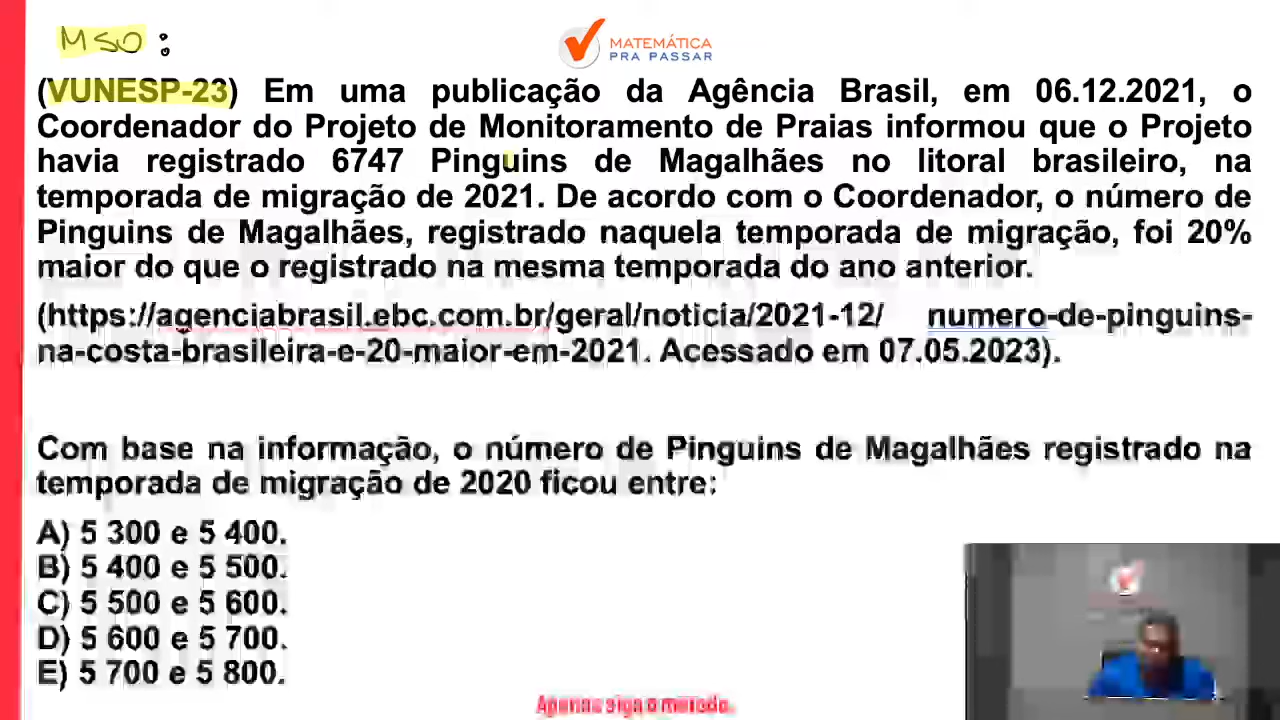 MSO:
MATEMÁTICA
PRA PASSAR
(VUNESP-23) Em uma publicação da Agência Brasil, em 06.12.2021, o
Coordenador do Projeto de Monitoramento de Praias informou que o Projeto
havia registrado 6747 Pinguins de Magalhães no litoral brasileiro, na
temporada de migração de 2021. De acordo com o Coordenador, o número de
Pinguins de Magalhães, registrado naquela temporada de migração, foi 20%
maior do que o registrado na mesma temporada do ano anterior.
(https://agenciabrasil.ebc.com.br/geral/noticia/2021-12/ numero-de-pinguins-
na-costa-brasileira-e-20-maior-em-2021. Acessado em 07.05.2023).
Com base na informação, o número de Pinguins de Magalhães registrado na
temporada de migração de 2020 ficou entre:
A) 5 300 e 5 400.
B) 5 400 e 5 500.
C) 5 500 e 5 600.
D) 5 600 e 5 700.
E) 5 700 e 5 800.
Apenas siga o método.